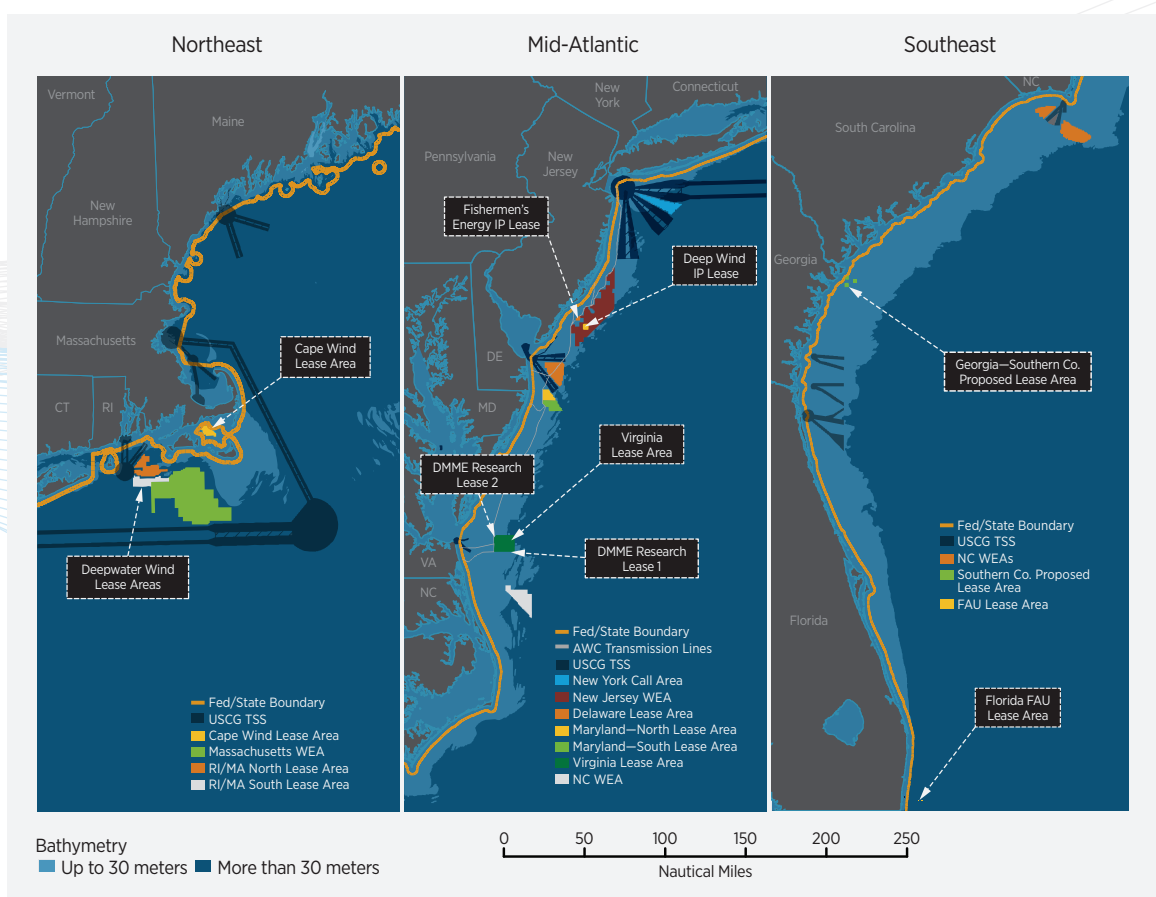 Northeast
Mid-Atlantic
Southeast
Vermont
Maine
New
Hampshire
Massachusetts
CT
RI
Cape Wind
Lease Area
Deepwater Wind
Lease Areas
Fed/State Boundary
USCG TSS
Cape Wind Lease Area
Massachusetts WEA
RI/MA North Lease Area
RI/MA South Lease Area
New
York
Connecticut
Pennsylvania
New
Jersey
Fishermen's
Energy IP Lease
Deep Wind
IP Lease
DE
MD
Virginia
Lease Area
DMME Research
Lease 2
DMME Research
Lease 1
VA
NC
Fed/State Boundary
AWC Transmission Lines
USCG TSS
New York Call Area
New Jersey WEA
Delaware Lease Area
Maryland—North Lease Area
Maryland—South Lease Area
Virginia Lease Area
NC WEA
NC
South Carolina
Georgia
Georgia—Southern Co.
Proposed Lease Area
Fed/State Boundary
USCG TSS
NC WEAs
Southern Co. Proposed
Lease Area
FAU Lease Area
Florida
Florida FAU
Lease Area
Bathymetry
Up to 30 meters
More than 30 meters
0 50 100 150 200 250
Nautical Miles